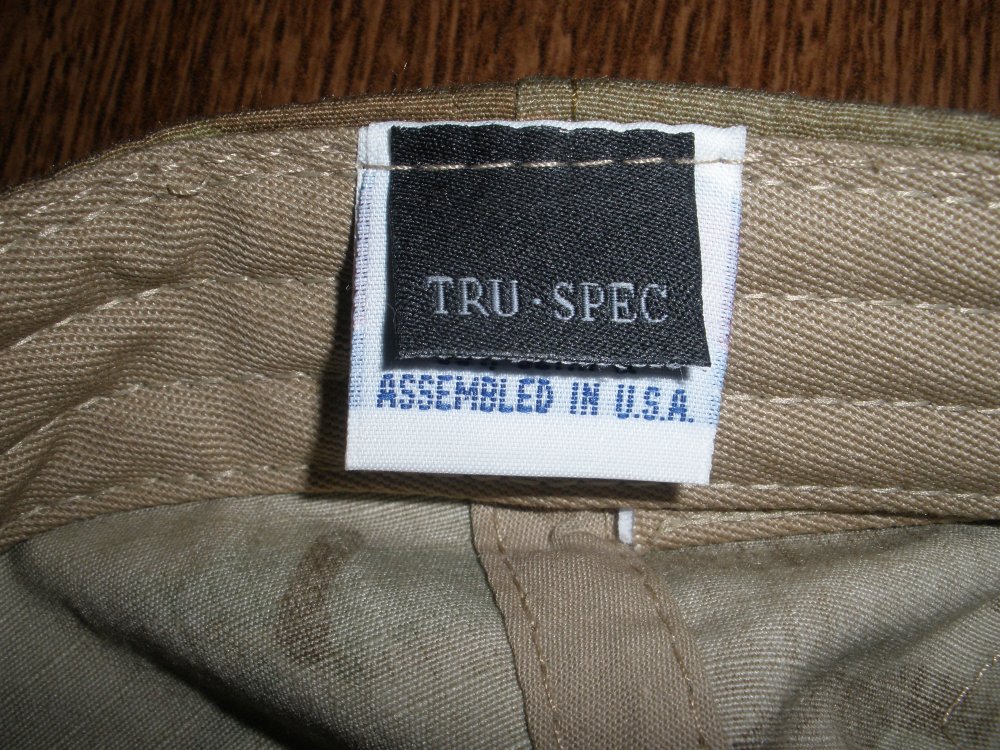 TRU·SPEC
ASSEMBLED IN U.S.A.